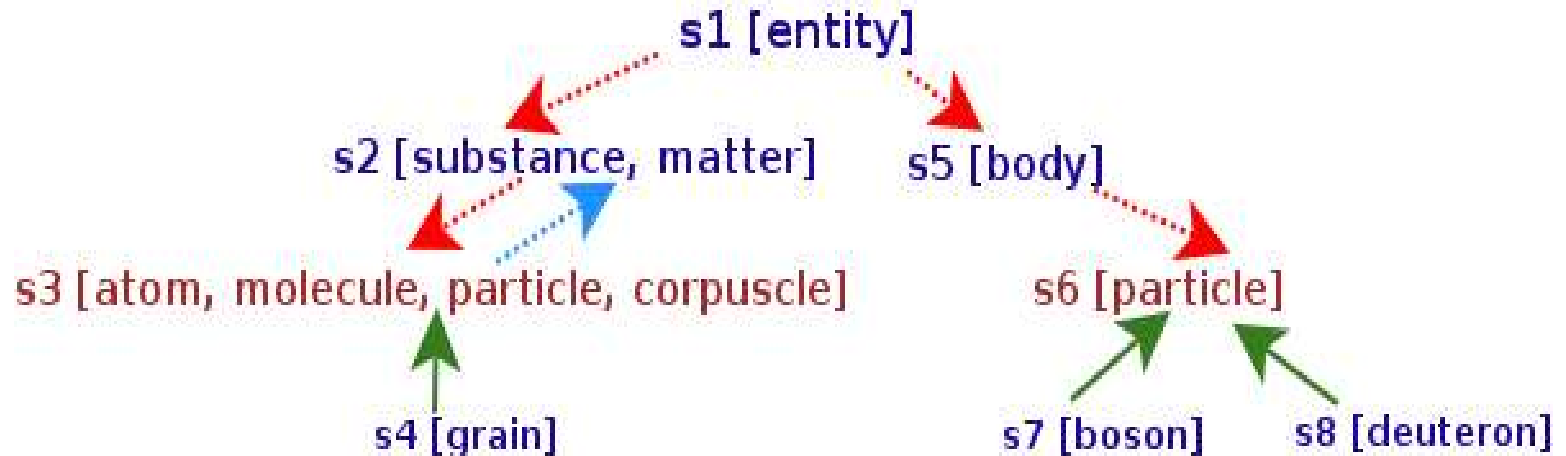 s1 [entity]
s2 [substance, matter]
s5 [body]
s3 [atom, molecule, particle, corpuscle]
s6 [particle]
s4 [grain]
s7 [boson]
s8 [deuteron]